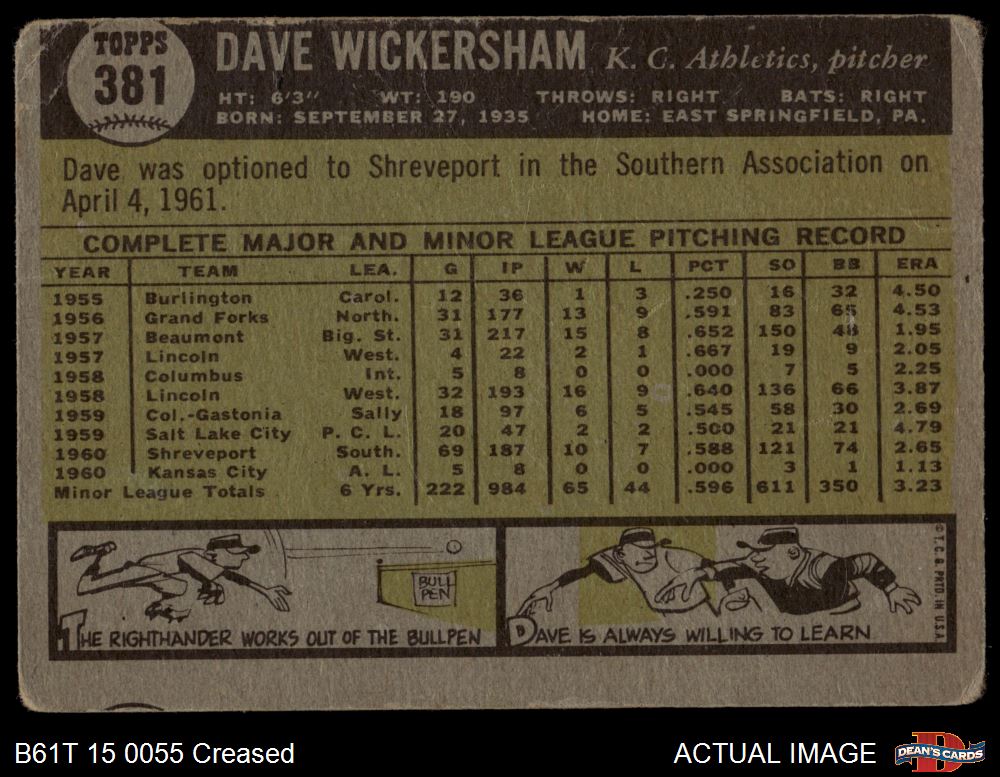 TOPPS
381
DAVE WICKERSHAM K. C. Athletics, pitcher
HT: 6'3" WT: 190 THROWS: RIGHT BATS: RIGHT
BORN: SEPTEMBER 27, 1935 HOME: EAST SPRINGFIELD, PA.
Dave was optioned to Shreveport in the Southern Association on
April 4, 1961.
COMPLETE MAJOR AND MINOR LEAGUE PITCHING RECORD
YEAR TEAM LEA. G IP W L PCT SO BB ERA
1955 Burlington Carol. 12 36 1 3 .250 16 32 4.50
1956 Grand Forks North. 31 177 13 9 .591 83 65 4.53
1957 Beaumont Big. St. 31 217 15 8 .652 150 48 1.95
1957 Lincoln West. 4 22 2 1 .667 19 9 2.05
1958 Columbus Int. 5 8 0 0 .000 7 5 2.25
1958 Lincoln West. 32 193 16 9 .640 136 66 3.87
1959 Col.-Gastonia Sally 18 97 6 5 .545 58 30 2.69
1959 Salt Lake City P. C. L. 20 47 2 2 .500 21 21 4.79
1960 Shreveport South. 69 187 10 7 .588 121 74 2.65
1960 Kansas City A. L. 5 8 0 0 .000 3 1 1.13
Minor League Totals 6 Yrs. 222 984 65 44 .596 611 350 3.23
BULL
PEN
THE RIGHTHANDER WORKS OUT OF THE BULLPEN
DAVE IS ALWAYS WILLING TO LEARN
© T. C. G. PRTD. IN U.S.A.
B61T 15 0055 Creased
ACTUAL IMAGE
DEAN'S CARDS